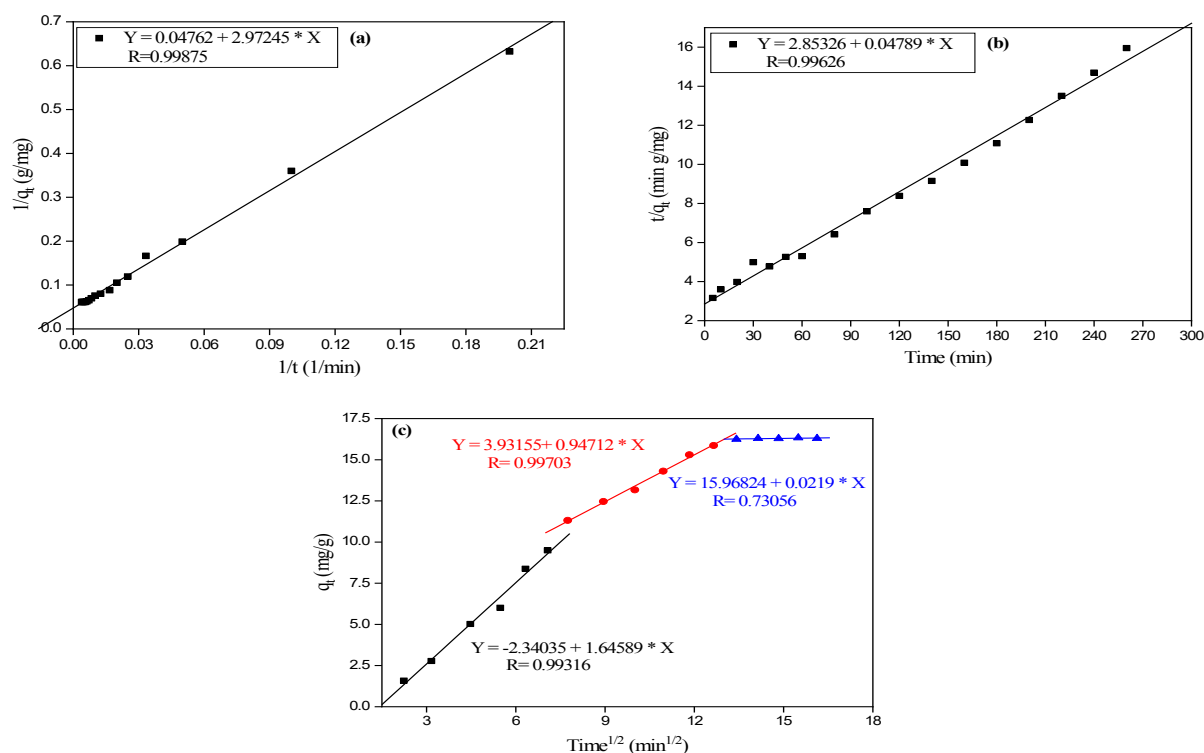 Y = 0.04762 + 2.97245 * X
R=0.99875
(a)
0.7
0.6
0.5
0.4
0.3
0.2
0.1
0.0
1/qt (g/mg)
0.00 0.03 0.06 0.09 0.12 0.15 0.18 0.21
1/t (1/min)
Y = 2.85326 + 0.04789 * X
R=0.99626
(b)
16
14
12
10
8
6
4
2
t/qt (min g/mg)
0 30 60 90 120 150 180 210 240 270 300
Time (min)
(c)
17.5
15.0
12.5
10.0
7.5
5.0
2.5
0.0
qt (mg/g)
Y = 3.93155+ 0.94712 * X
R= 0.99703
Y = 15.96824 + 0.0219 * X
R= 0.73056
Y = -2.34035 + 1.64589 * X
R= 0.99316
3 6 9 12 15 18
Time1/2 (min1/2)